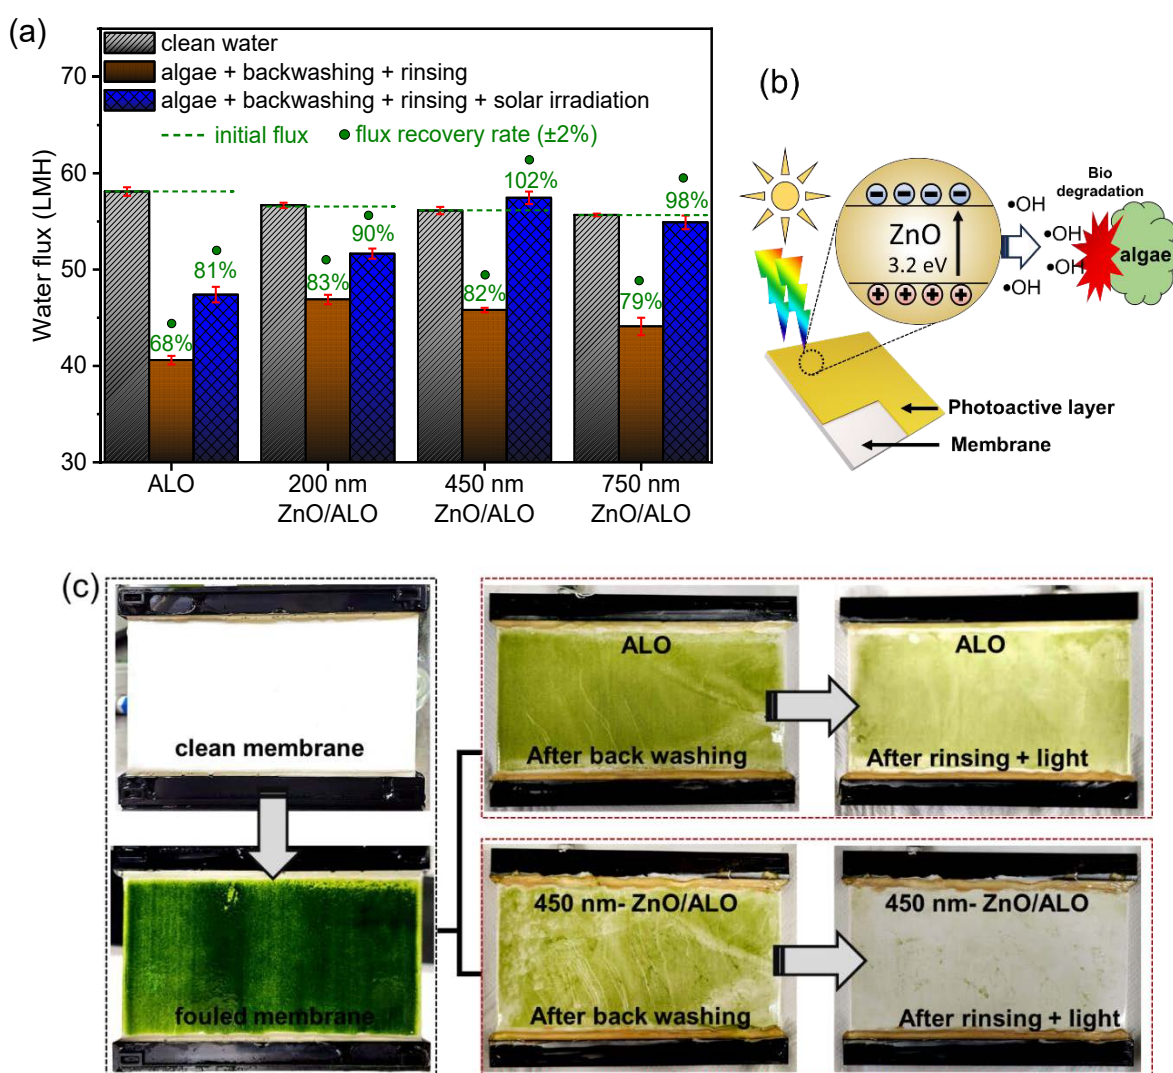 (a)
clean water
algae + backwashing + rinsing
algae + backwashing + rinsing + solar irradiation
initial flux
flux recovery rate (±2%)
Water flux (LMH)
70
60
50
40
30
68%
81%
83%
90%
82%
102%
79%
98%
ALO
200 nm
ZnO/ALO
450 nm
ZnO/ALO
750 nm
ZnO/ALO
(b)
ZnO
3.2 eV
•OH
•OH
•OH
•OH
Bio
degradation
algae
Photoactive layer
Membrane
(c)
clean membrane
fouled membrane
ALO
After back washing
ALO
After rinsing + light
450 nm- ZnO/ALO
After back washing
450 nm- ZnO/ALO
After rinsing + light